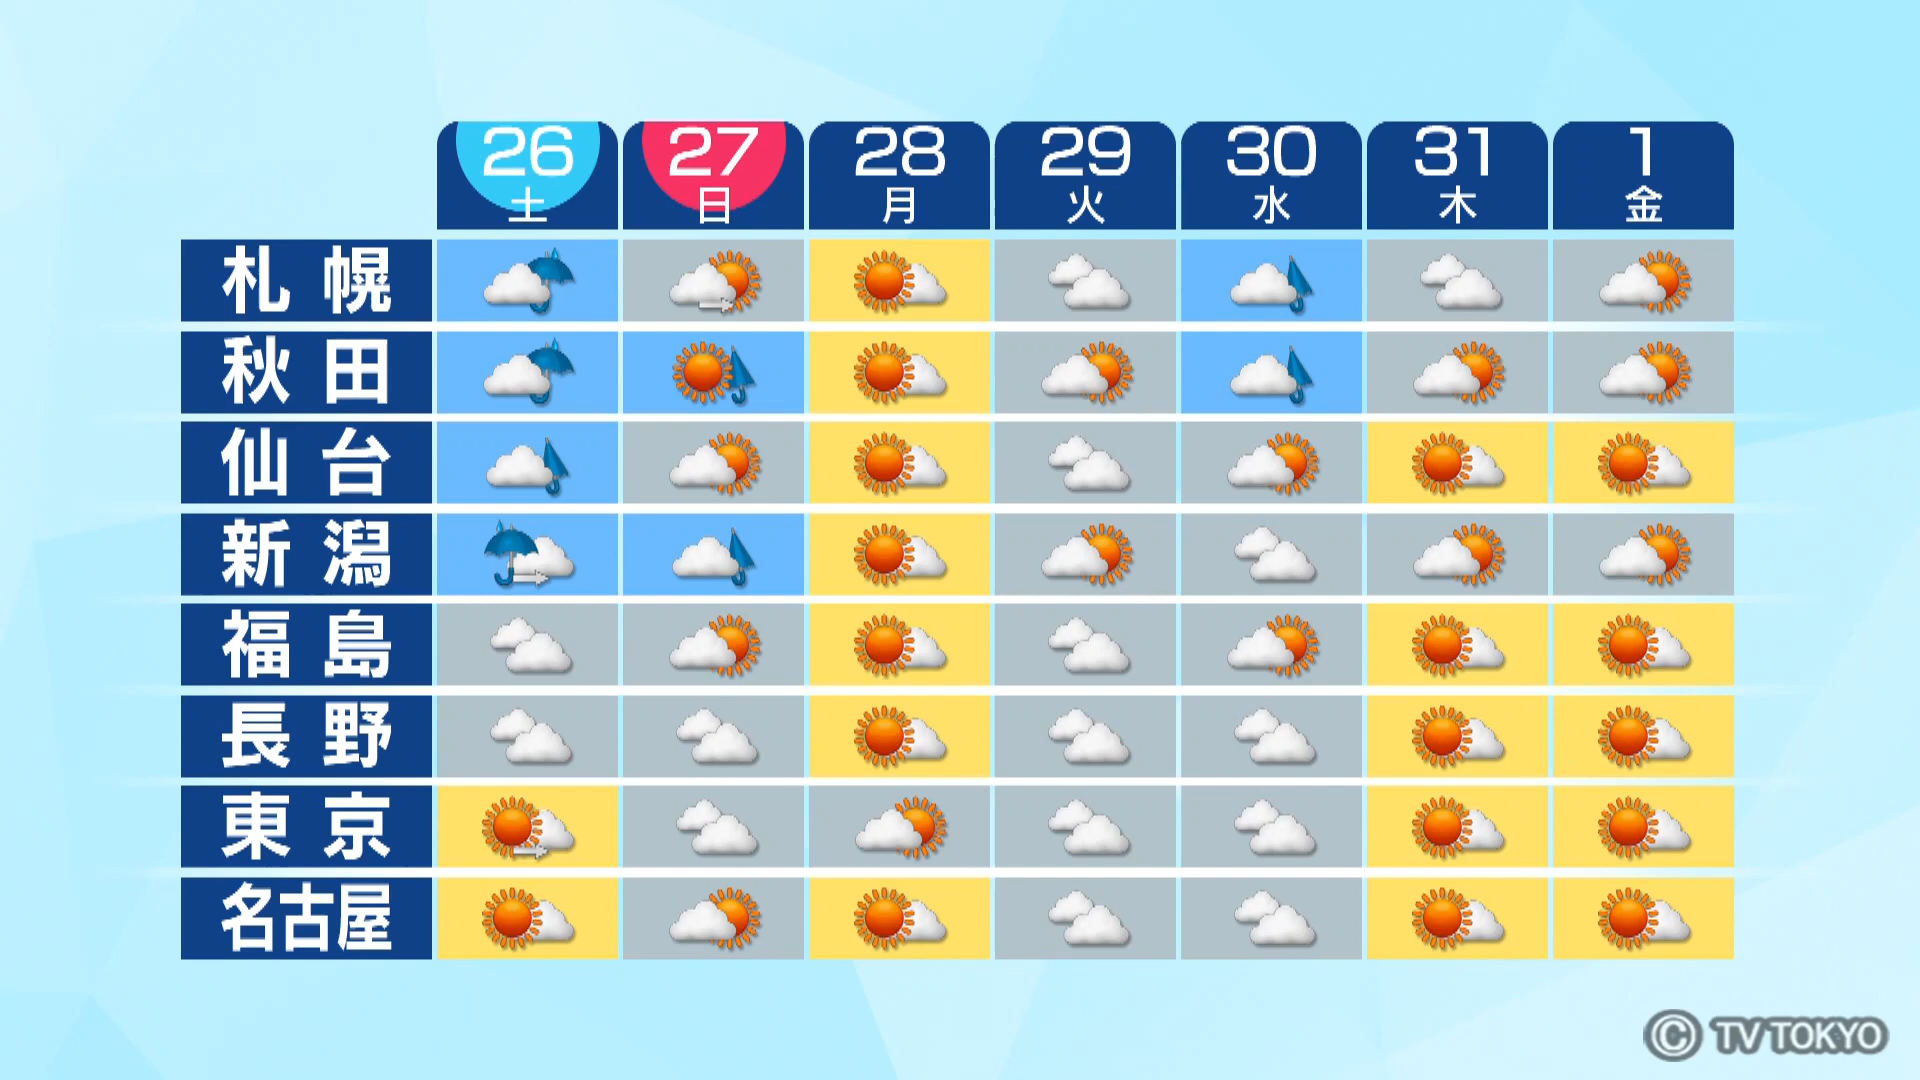 26 27 28 29 30 31 1
土 日 月 火 水 木 金
札幌
秋田
仙台
新潟
福島
長野
東京
名古屋
© TV TOKYO